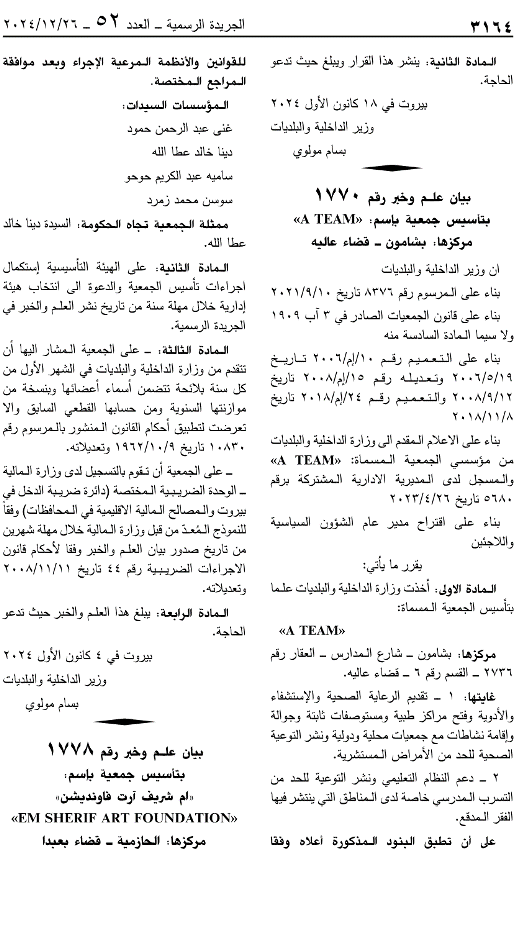 ٣١٦٤
الجريدة الرسمية ــ العدد ٥٢ ــ ٢٠٢٤/١٢/٢٦
المادة الثانية: ينشر هذا القرار ويبلغ حيث تدعو
الحاجة.
بيروت في ١٨ كانون الأول ٢٠٢٤
وزير الداخلية والبلديات
بسام مولوي
بيان علم وخبر رقم ١٧٧٠
بتأسيس جمعية بإسم: «A TEAM»
مركزها: بشامون ــ قضاء عاليه
ان وزير الداخلية والبلديات
بناء على المرسوم رقم ٨٣٧٦ تاريخ ٢٠٢١/٩/١٠
بناء على قانون الجمعيات الصادر في ٣ آب ١٩٠٩
ولا سيما المادة السادسة منه
بناء على التعميم رقم ١٠/إم/٢٠٠٦ تاريخ
٢٠٠٦/٥/١٩ وتعديله رقم ١٥/إم/٢٠٠٨ تاريخ
٢٠٠٨/٩/١٢ والتعميم رقم ٢٤/إم/٢٠١٨ تاريخ
٢٠١٨/١١/٨
بناء على الاعلام المقدم الى وزارة الداخلية والبلديات
من مؤسسي الجمعية المسماة: «A TEAM»
والمسجل لدى المديرية الادارية المشتركة برقم
٥٦٨٠ تاريخ ٢٠٢٣/٤/٢٦
بناء على اقتراح مدير عام الشؤون السياسية
واللاجئين
يقرر ما يأتي:
المادة الاولى: أخذت وزارة الداخلية والبلديات علما
بتأسيس الجمعية المسماة:
«A TEAM»
مركزها: بشامون ــ شارع المدارس ــ العقار رقم
٢٧٣٦ ــ القسم رقم ٦ ــ قضاء عاليه.
غايتها: ١ ــ تقديم الرعاية الصحية والإستشفاء
والأدوية وفتح مراكز طبية ومستوصفات ثابتة وجوالة
وإقامة نشاطات مع جمعيات محلية ودولية ونشر التوعية
الصحية للحد من الأمراض المستشرية.
٢ ــ دعم النظام التعليمي ونشر التوعية للحد من
التسرب المدرسي خاصة لدى المناطق التي ينتشر فيها
الفقر المدقع.
على أن تطبق البنود المذكورة أعلاه وفقا
للقوانين والأنظمة المرعية الإجراء وبعد موافقة
المراجع المختصة.
المؤسسات السيدات:
غنى عبد الرحمن حمود
دينا خالد عطا الله
ساميه عبد الكريم حوحو
سوسن محمد زمرد
ممثلة الجمعية تجاه الحكومة: السيدة دينا خالد
عطا الله.
المادة الثانية: على الهيئة التأسيسية إستكمال
اجراءات تأسيس الجمعية والدعوة الى انتخاب هيئة
إدارية خلال مهلة سنة من تاريخ نشر العلم والخبر في
الجريدة الرسمية.
المادة الثالثة: ــ على الجمعية المشار اليها أن
تتقدم من وزارة الداخلية والبلديات في الشهر الأول من
كل سنة بلائحة تتضمن أسماء أعضائها وبنسخة من
موازنتها السنوية ومن حسابها القطعي السابق والا
تعرضت لتطبيق أحكام القانون المنشور بالمرسوم رقم
١٠٨٣٠ تاريخ ١٩٦٢/١٠/٩ وتعديلاته.
ــ على الجمعية أن تقوم بالتسجيل لدى وزارة المالية
ــ الوحدة الضريبية المختصة (دائرة ضريبة الدخل في
بيروت والمصالح المالية الاقليمية في المحافظات) وفقاً
للنموذج المُعدّ من قبل وزارة المالية خلال مهلة شهرين
من تاريخ صدور بيان العلم والخبر وفقا لأحكام قانون
الاجراءات الضريبية رقم ٤٤ تاريخ ٢٠٠٨/١١/١١
وتعديلاته.
المادة الرابعة: يبلغ هذا العلم والخبر حيث تدعو
الحاجة.
بيروت في ٤ كانون الأول ٢٠٢٤
وزير الداخلية والبلديات
بسام مولوي
بيان علم وخبر رقم ١٧٧٨
بتأسيس جمعية بإسم:
«ام شريف آرت فاونديشن»
«EM SHERIF ART FOUNDATION»
مركزها: الحازمية ــ قضاء بعبدا